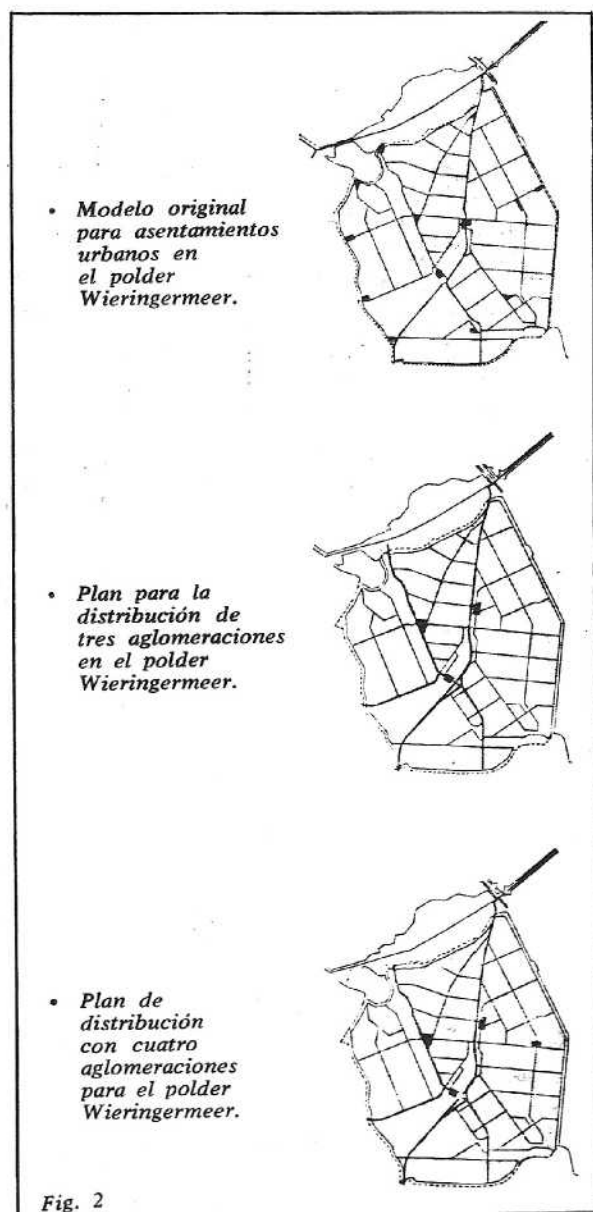 • Modelo original
para asentamientos
urbanos en
el polder
Wieringermeer.
• Plan para la
distribución de
tres aglomeraciones
en el polder
Wieringermeer.
• Plan de
distribución
con cuatro
aglomeraciones
para el polder
Wieringermeer.
Fig. 2